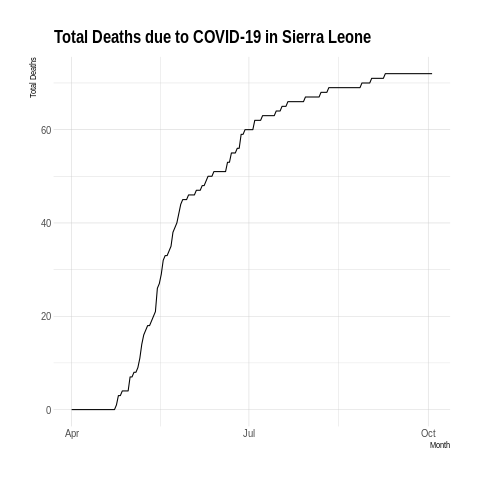 Total Deaths due to COVID-19 in Sierra Leone
Total Deaths
60
40
20
0
Apr
Jul
Oct
Month